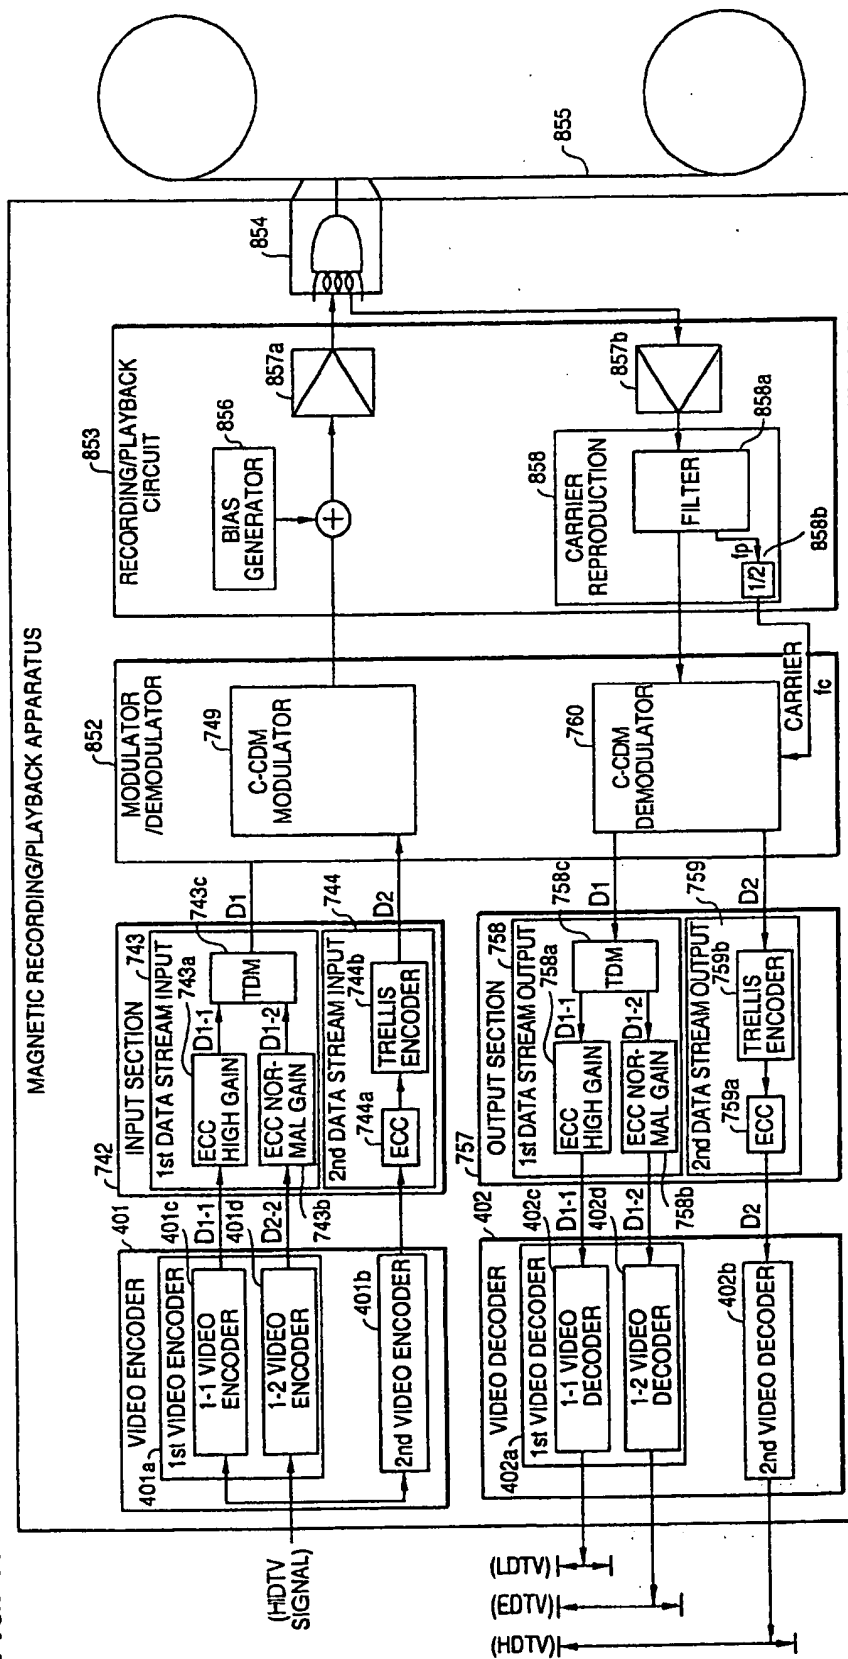 MAGNETIC RECORDING/PLAYBACK APPARATUS
(HDTV
SIGNAL)
401
VIDEO ENCODER
401a
1st VIDEO ENCODER
401c
1-1 VIDEO
ENCODER
401d
1-2 VIDEO
ENCODER
401b
2nd VIDEO ENCODER
D1-1
D2-2
742
INPUT SECTION
743
1st DATA STREAM INPUT
743a
ECC
HIGH GAIN
743b
ECC NOR-
MAL GAIN
D1-1
D1-2
743c
TDM
744
2nd DATA STREAM INPUT
744a
ECC
744b
TRELLIS
ENCODER
D1
D2
852
MODULATOR
/DEMODULATOR
749
C-CDM
MODULATOR
760
C-CDM
DEMODULATOR
853
RECORDING/PLAYBACK
CIRCUIT
856
BIAS
GENERATOR
+
857a
854
855
857b
858
CARRIER
REPRODUCTION
858a
FILTER
fp
1/2
858b
CARRIER
fc
757
OUTPUT SECTION
758
1st DATA STREAM OUTPUT
758a
ECC
HIGH GAIN
758b
ECC NOR-
MAL GAIN
D1-1
D1-2
758c
TDM
D1
759
2nd DATA STREAM OUTPUT
759a
ECC
759b
TRELLIS
ENCODER
D2
402
VIDEO DECODER
402a
1st VIDEO DECODER
402c
1-1 VIDEO
DECODER
402d
1-2 VIDEO
DECODER
402b
2nd VIDEO DECODER
D1-1
D1-2
D2
(LDTV)
(EDTV)
(HDTV)